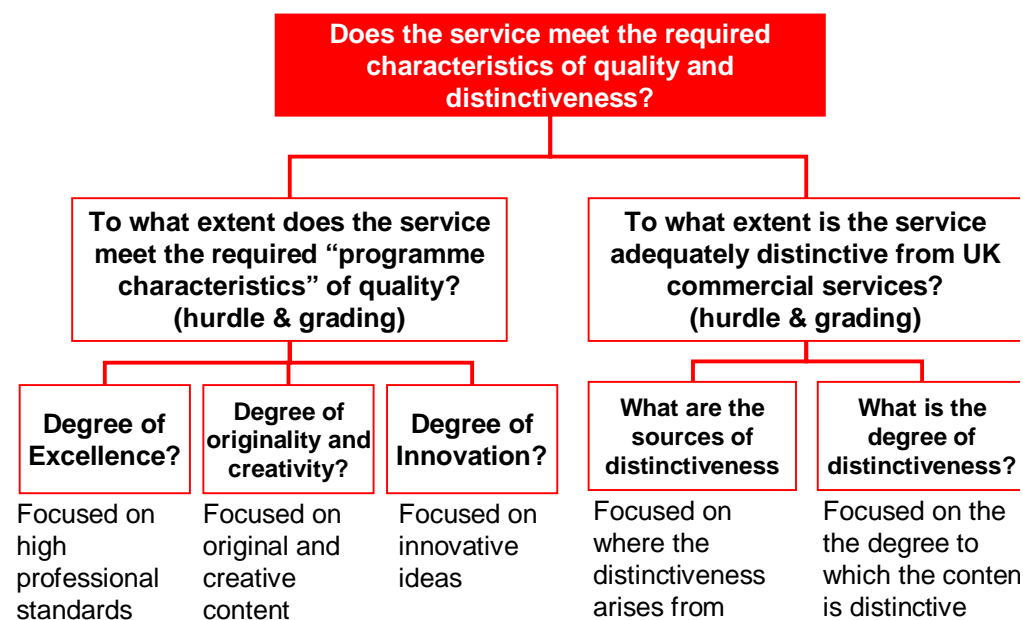 Does the service meet the required
characteristics of quality and
distinctiveness?
To what extent does the service
meet the required “programme
characteristics” of quality?
(hurdle & grading)
To what extent is the service
adequately distinctive from UK
commercial services?
(hurdle & grading)
Degree of
Excellence?
Degree of
originality and
creativity?
Degree of
Innovation?
What are the
sources of
distinctiveness
What is the
degree of
distinctiveness?
Focused on
high
professional
standards
Focused on
original and
creative
content
Focused on
innovative
ideas
Focused on
where the
distinctiveness
arises from
Focused on the
the degree to
which the conten
is distinctive